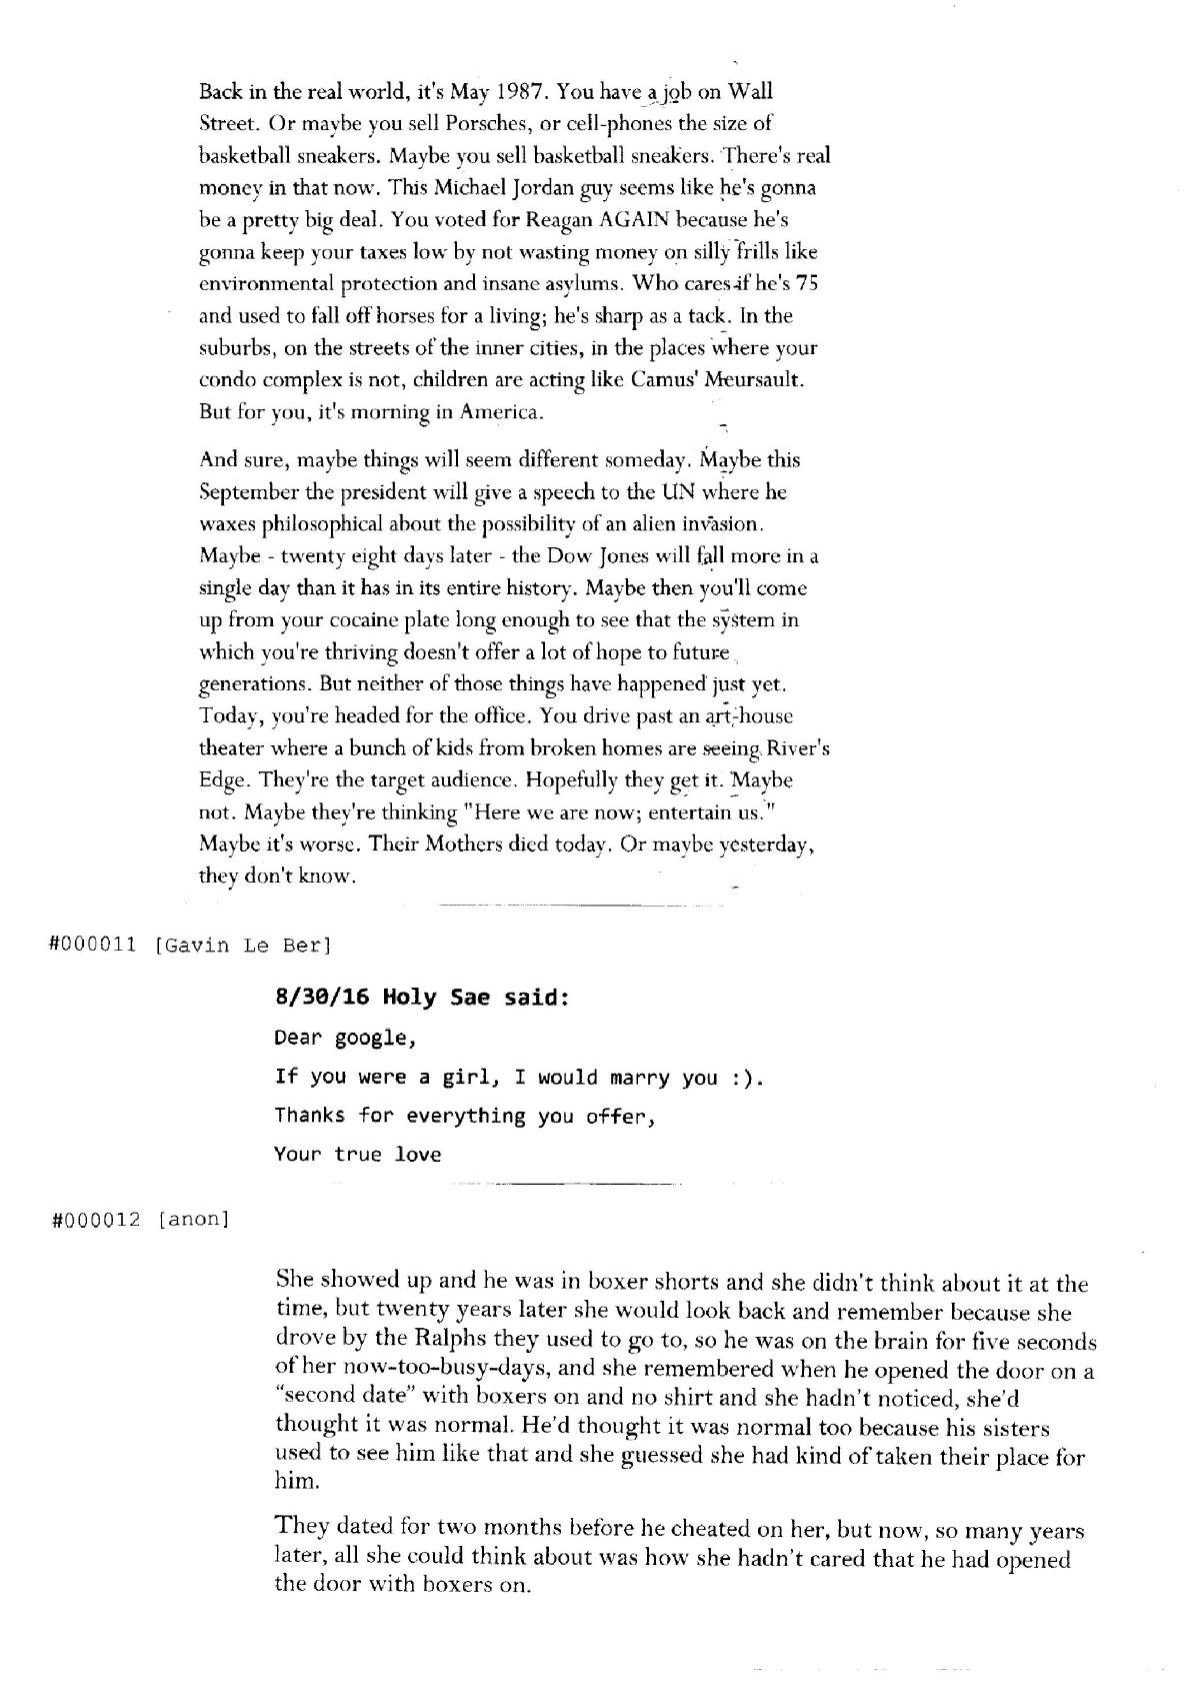 Back in the real world, it's May 1987. You have a job on Wall
Street. Or maybe you sell Porsches, or cell-phones the size of
basketball sneakers. Maybe you sell basketball sneakers. There's real
money in that now. This Michael Jordan guy seems like he's gonna
be a pretty big deal. You voted for Reagan AGAIN because he's
gonna keep your taxes low by not wasting money on silly frills like
environmental protection and insane asylums. Who cares if he's 75
and used to fall off horses for a living; he's sharp as a tack. In the
suburbs, on the streets of the inner cities, in the places where your
condo complex is not, children are acting like Camus' Meursault.
But for you, it's morning in America.
And sure, maybe things will seem different someday. Maybe this
September the president will give a speech to the UN where he
waxes philosophical about the possibility of an alien invasion.
Maybe - twenty eight days later - the Dow Jones will fall more in a
single day than it has in its entire history. Maybe then you'll come
up from your cocaine plate long enough to see that the system in
which you're thriving doesn't offer a lot of hope to future
generations. But neither of those things have happened just yet.
Today, you're headed for the office. You drive past an art-house
theater where a bunch of kids from broken homes are seeing River's
Edge. They're the target audience. Hopefully they get it. Maybe
not. Maybe they're thinking "Here we are now; entertain us."
Maybe it's worse. Their Mothers died today. Or maybe yesterday,
they don't know.
#000011 [Gavin Le Ber]
8/30/16 Holy Sae said:
Dear google,
If you were a girl, I would marry you :).
Thanks for everything you offer,
Your true love
#000012 [anon]
She showed up and he was in boxer shorts and she didn't think about it at the
time, but twenty years later she would look back and remember because she
drove by the Ralphs they used to go to, so he was on the brain for five seconds
of her now-too-busy-days, and she remembered when he opened the door on a
“second date” with boxers on and no shirt and she hadn't noticed, she'd
thought it was normal. He'd thought it was normal too because his sisters
used to see him like that and she guessed she had kind of taken their place for
him.
They dated for two months before he cheated on her, but now, so many years
later, all she could think about was how she hadn't cared that he had opened
the door with boxers on.